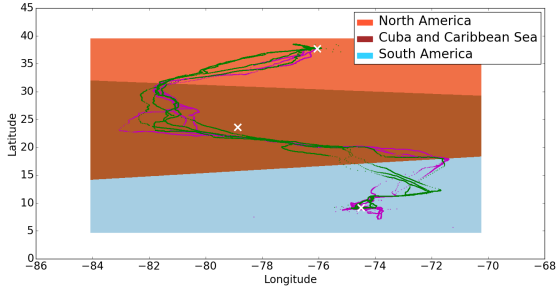 45
40
35
30
25
20
15
10
5
0
Latitude
North America
Cuba and Caribbean Sea
South America
−86 −84 −82 −80 −78 −76 −74 −72 −70 −68
Longitude